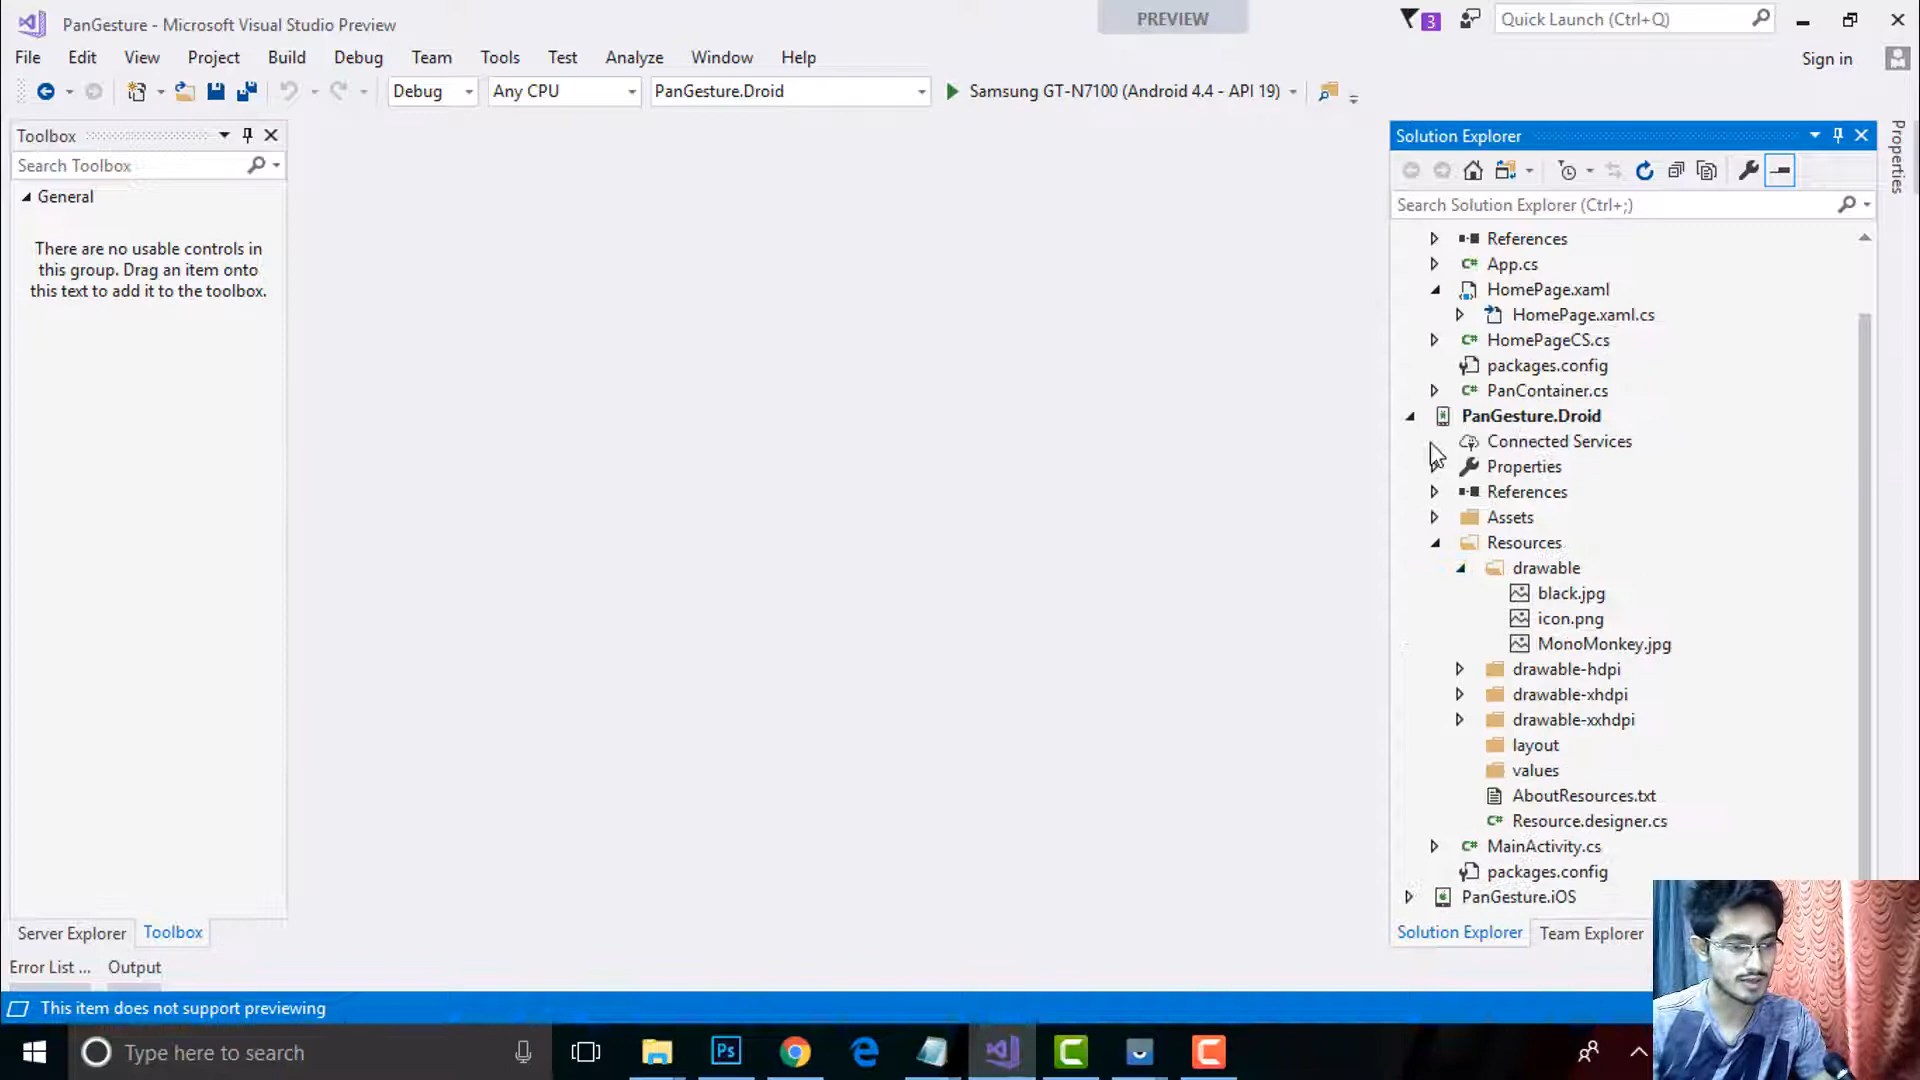 PanGesture - Microsoft Visual Studio Preview
PREVIEW
3
Quick Launch (Ctrl+Q)
File Edit View Project Build Debug Team Tools Test Analyze Window Help
Sign in
Debug
Any CPU
PanGesture.Droid
Samsung GT-N7100 (Android 4.4 - API 19)
Toolbox
Search Toolbox
General
There are no usable controls in
this group. Drag an item onto
this text to add it to the toolbox.
Server Explorer
Toolbox
Error List ...
Output
Solution Explorer
Search Solution Explorer (Ctrl+;)
References
C# App.cs
HomePage.xaml
HomePage.xaml.cs
C# HomePageCS.cs
packages.config
C# PanContainer.cs
PanGesture.Droid
Connected Services
Properties
References
Assets
Resources
drawable
black.jpg
icon.png
MonoMonkey.jpg
drawable-hdpi
drawable-xhdpi
drawable-xxhdpi
layout
values
AboutResources.txt
C# Resource.designer.cs
C# MainActivity.cs
packages.config
PanGesture.iOS
Solution Explorer
Team Explorer
Properties
This item does not support previewing
Type here to search
Ps